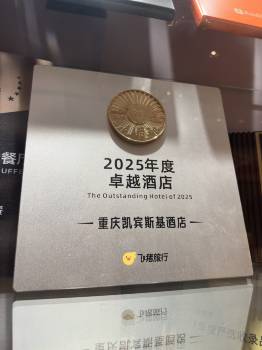 2025年度
卓越酒店
The Outstanding Hotel of 2025
重庆凯宾斯基酒店
飞猪旅行
餐厅
UFFE